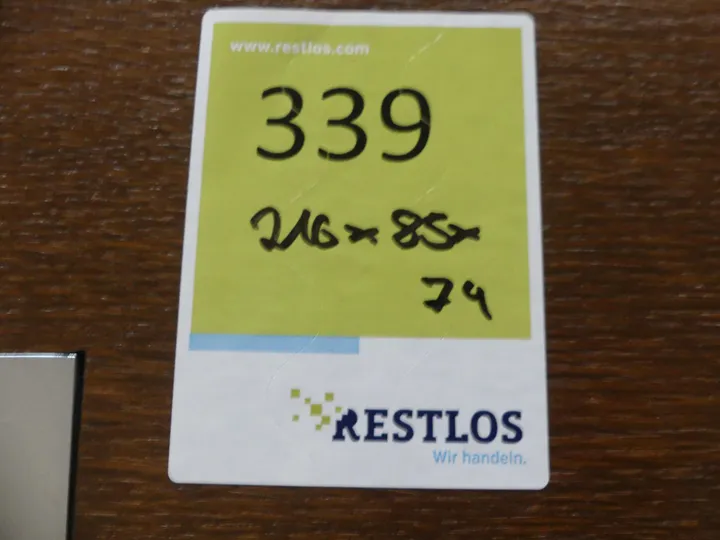 www.restlos.com
339
216 x 85 x
74
RESTLOS
Wir handeln.